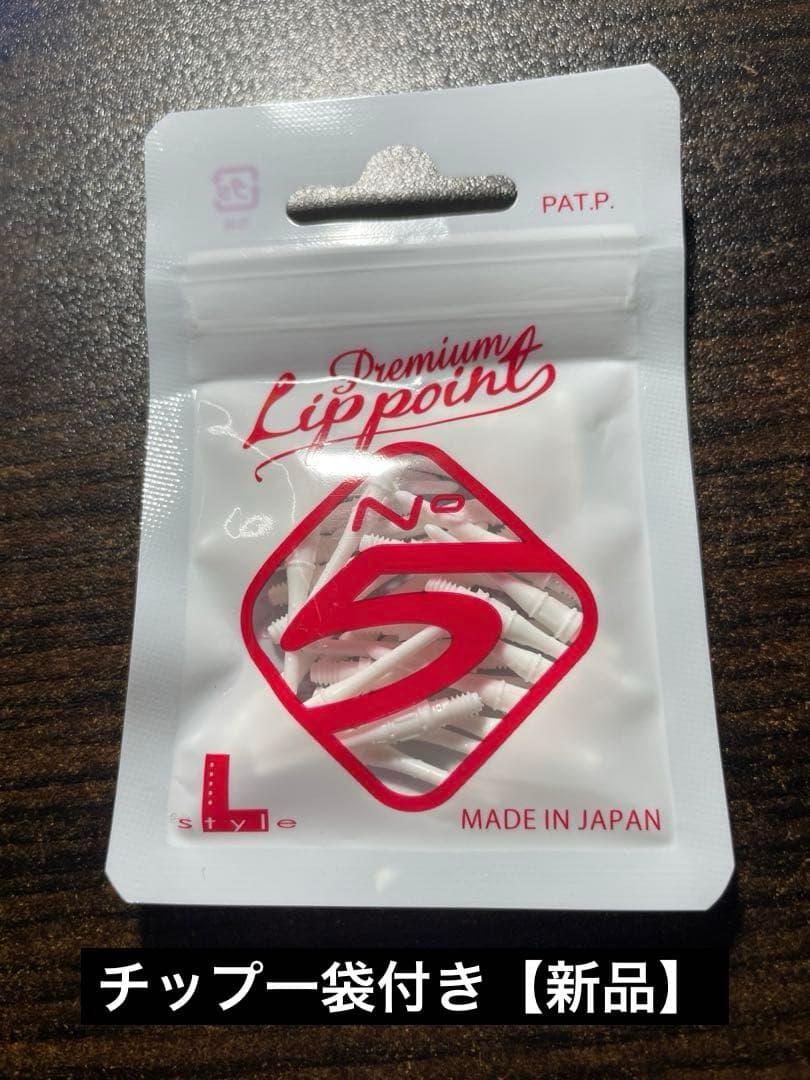 PAT.P.
Premium
Lippoint
No
5
L
style
MADE IN JAPAN
チップ一袋付き【新品】